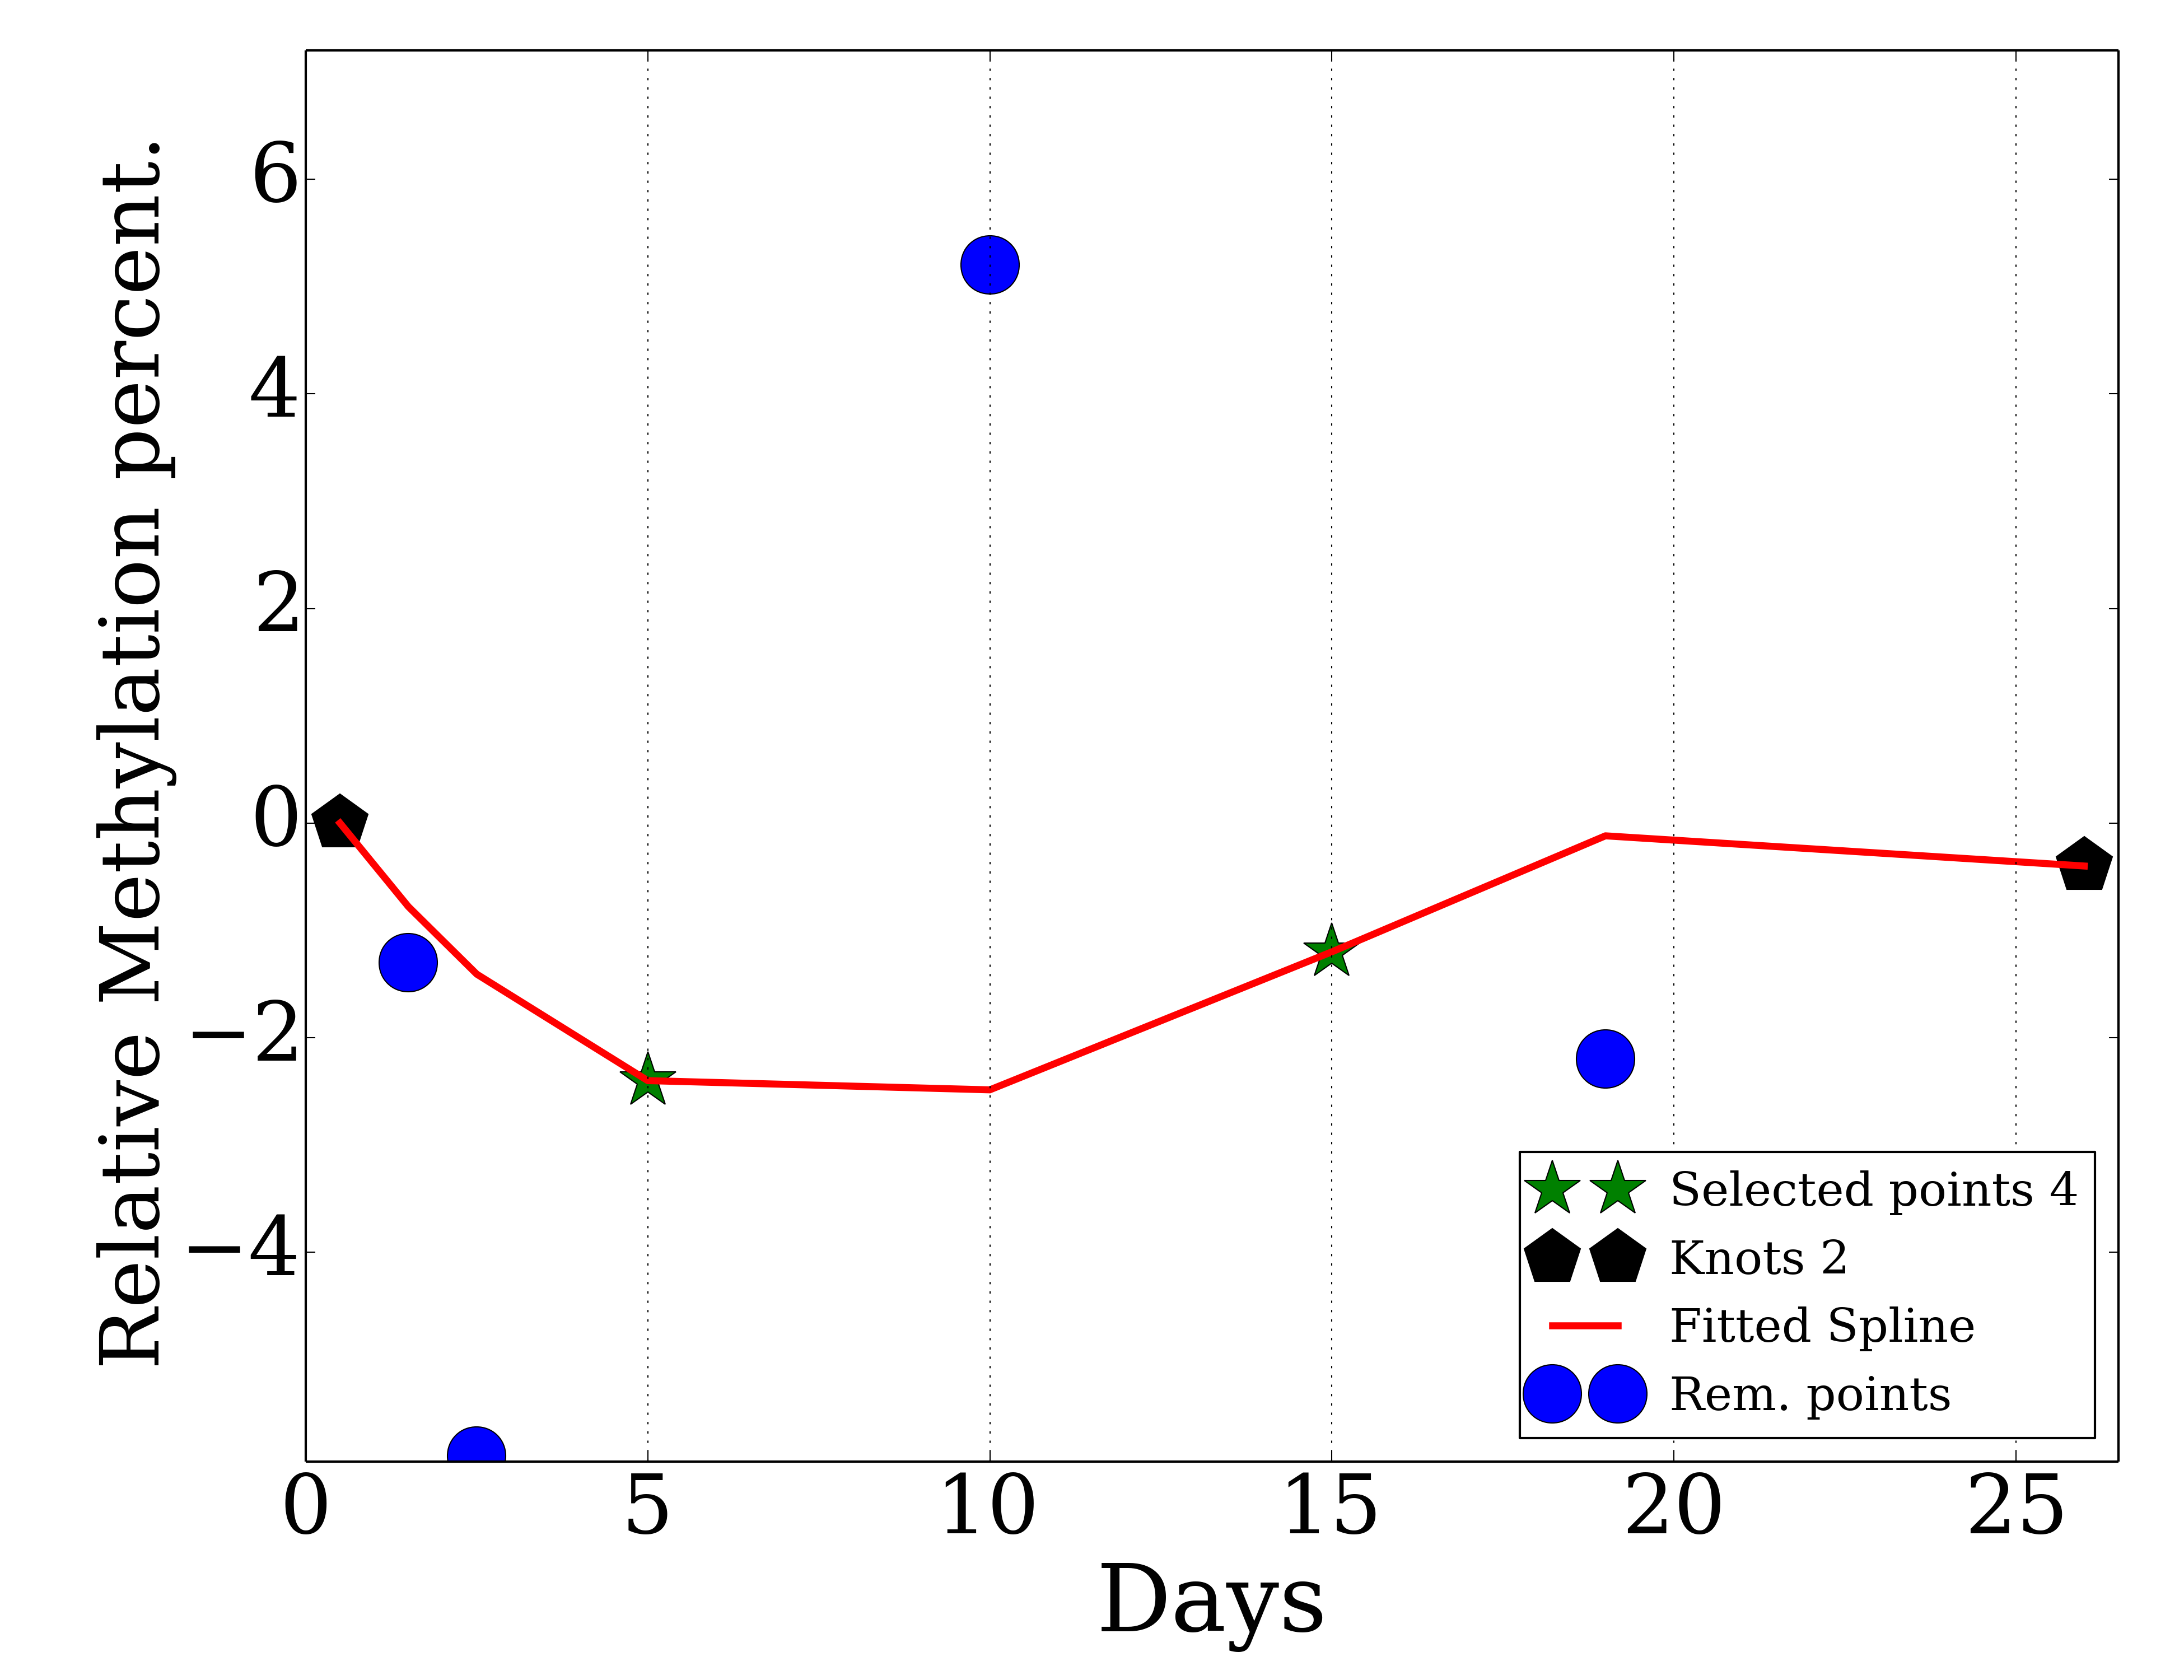 Relative Methylation percent.
6
4
2
0
−2
−4
Selected points 4
Knots 2
Fitted Spline
Rem. points
0 5 10 15 20 25
Days